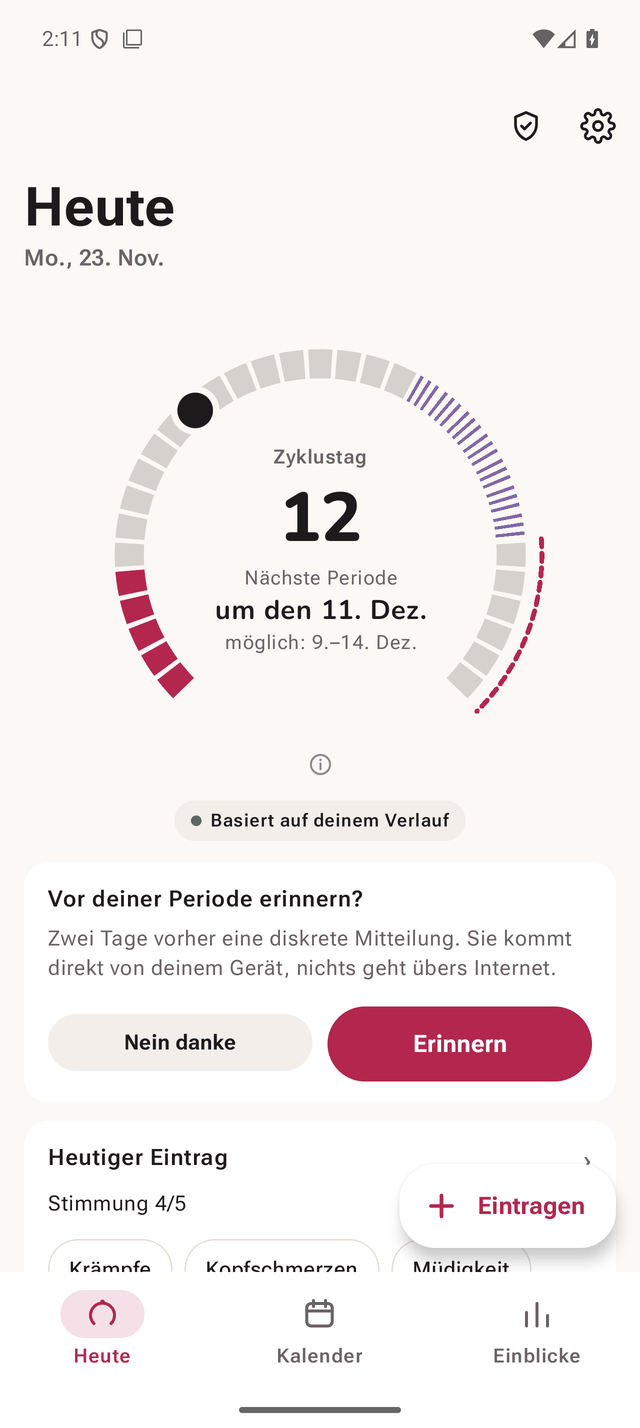 2:11
Heute
Mo., 23. Nov.
Zyklustag
12
Nächste Periode
um den 11. Dez.
möglich: 9.–14. Dez.
Basiert auf deinem Verlauf
Vor deiner Periode erinnern?
Zwei Tage vorher eine diskrete Mitteilung. Sie kommt
direkt von deinem Gerät, nichts geht übers Internet.
Nein danke
Erinnern
Heutiger Eintrag
Stimmung 4/5
Eintragen
Krämpfe
Kopfschmerzen
Müdigkeit
Heute
Kalender
Einblicke